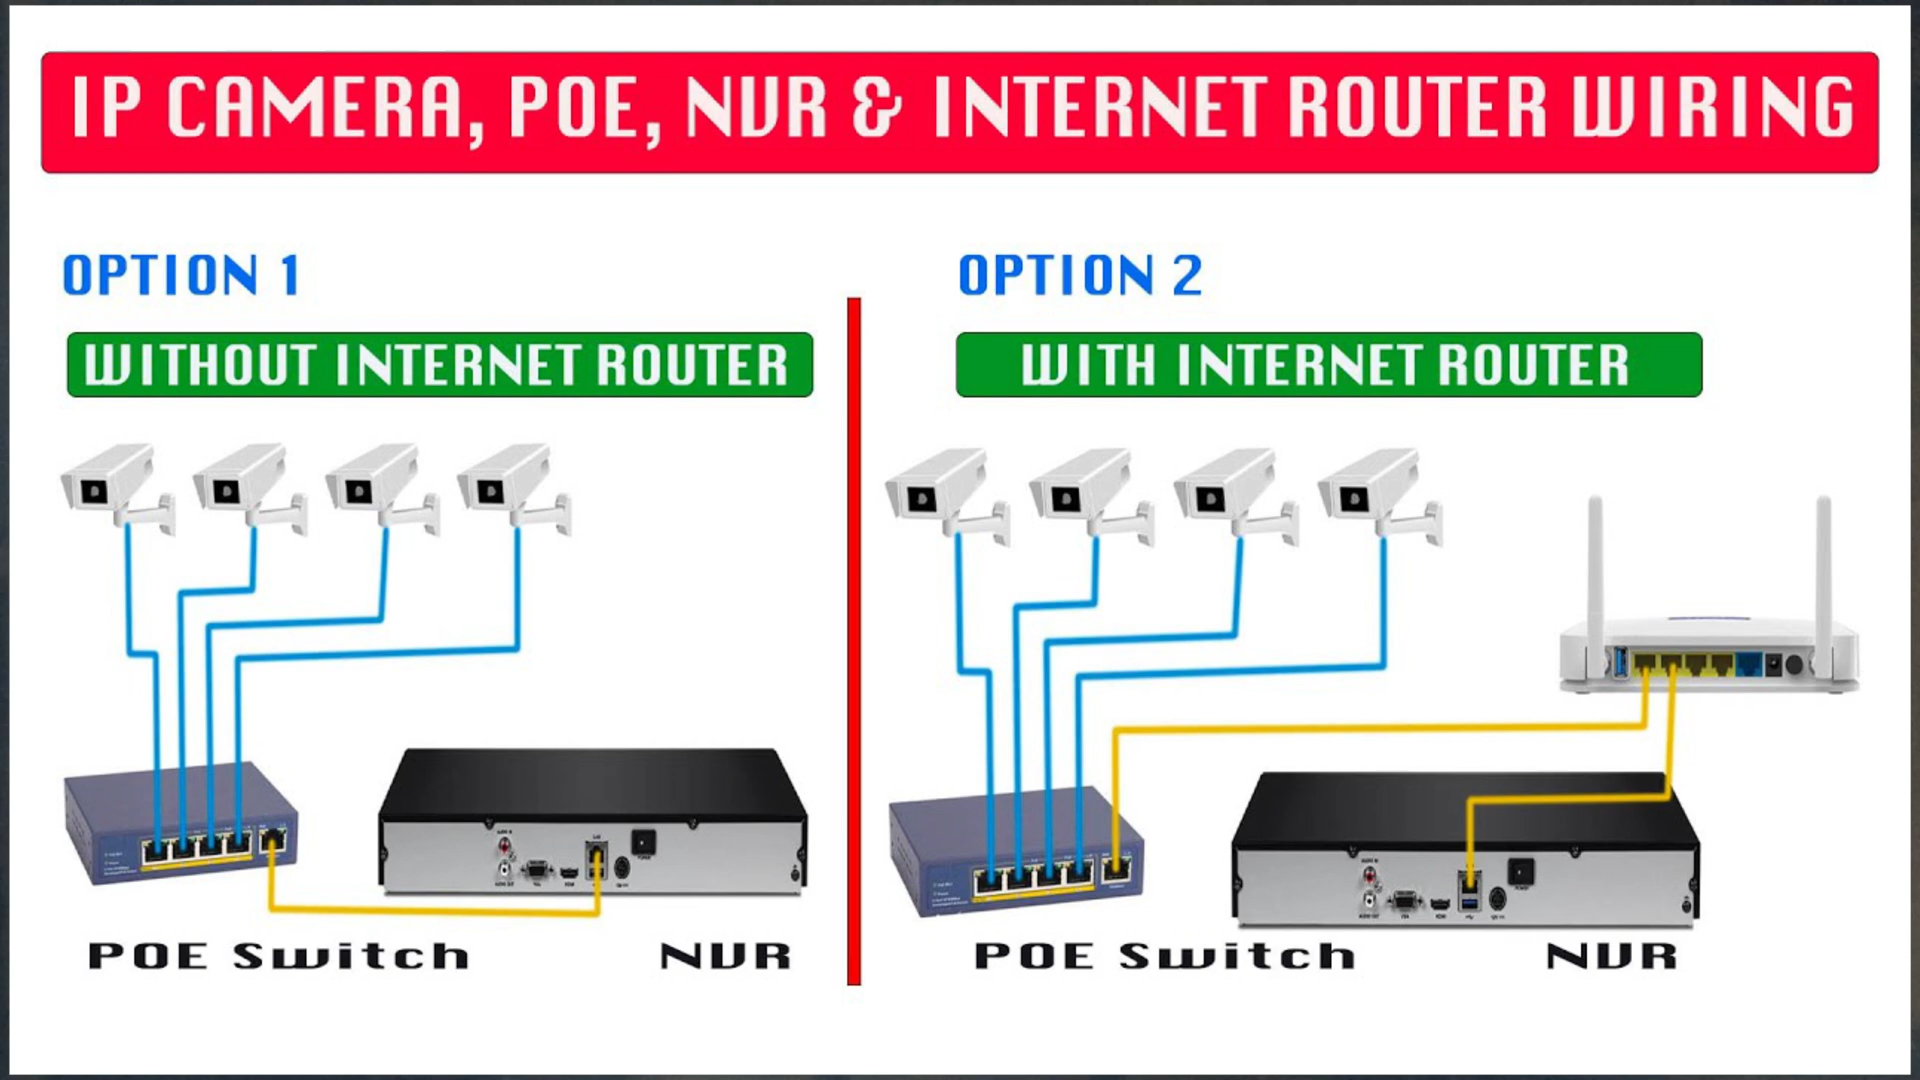 IP CAMERA, POE, NVR & INTERNET ROUTER WIRING
OPTION 1
WITHOUT INTERNET ROUTER
POE Switch
NVR
OPTION 2
WITH INTERNET ROUTER
POE Switch
NVR